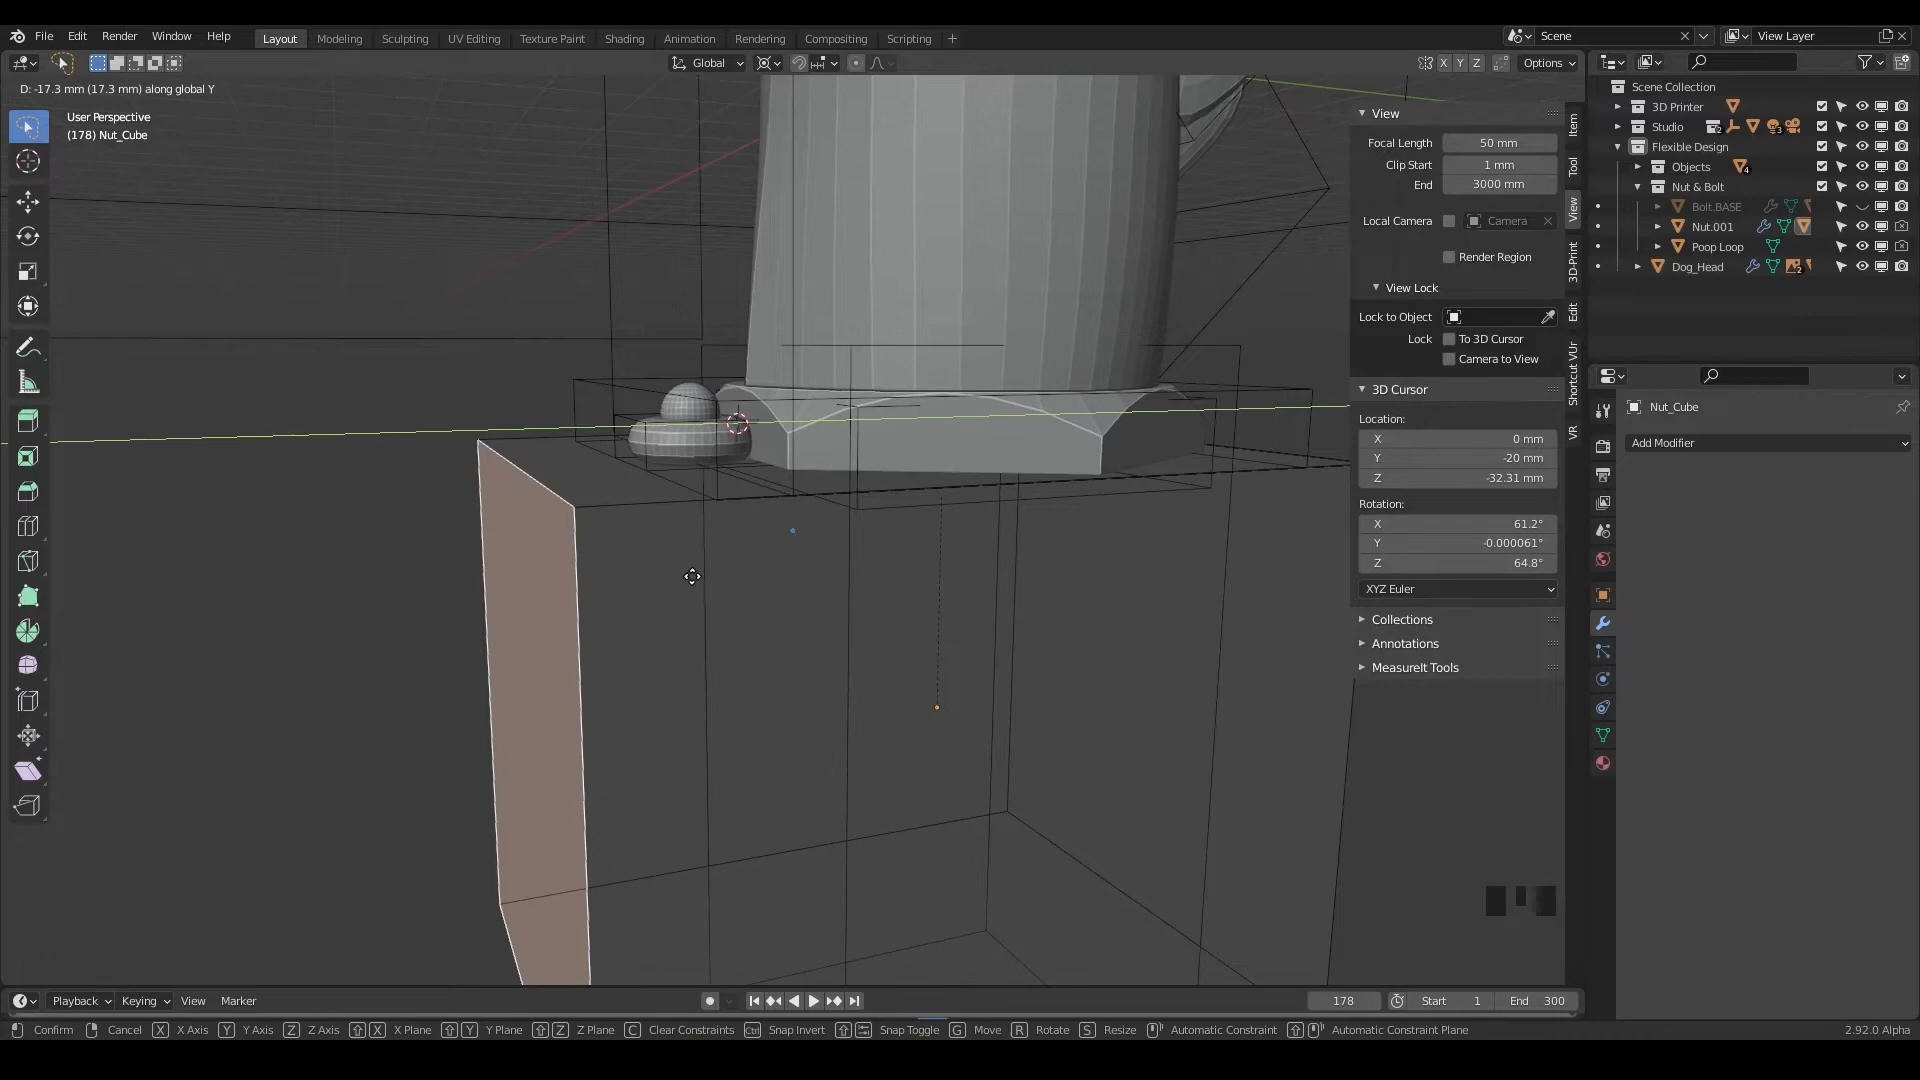 File Edit Render Window Help Layout Modeling Sculpting UV Editing Texture Paint Shading Animation Rendering Compositing Scripting + Scene View Layer
Global X Y Z Options
D: -17.3 mm (17.3 mm) along global Y
User Perspective
(178) Nut_Cube
View
Focal Length 50 mm
Clip Start 1 mm
End 3000 mm
Local Camera Camera
Render Region
View Lock
Lock to Object
Lock To 3D Cursor
Camera to View
3D Cursor
Location:
X 0 mm
Y -20 mm
Z -32.31 mm
Rotation:
X 61.2°
Y -0.000061°
Z 64.8°
XYZ Euler
Collections
Annotations
MeasureIt Tools
Item
Tool
View
3D-Print
Edit
Shortcut VUr
VR
Scene Collection
3D Printer
Studio 2 3
Flexible Design
Objects 4
Nut & Bolt
Bolt.BASE
Nut.001
Poop Loop
Dog_Head 2
Nut_Cube
Add Modifier
Playback Keying View Marker 178 Start 1 End 300
Confirm Cancel X X Axis Y Y Axis Z Z Axis X X Plane Y Y Plane Z Z Plane C Clear Constraints Ctrl Snap Invert Snap Toggle G Move R Rotate S Resize Automatic Constraint Automatic Constraint Plane 2.92.0 Alpha